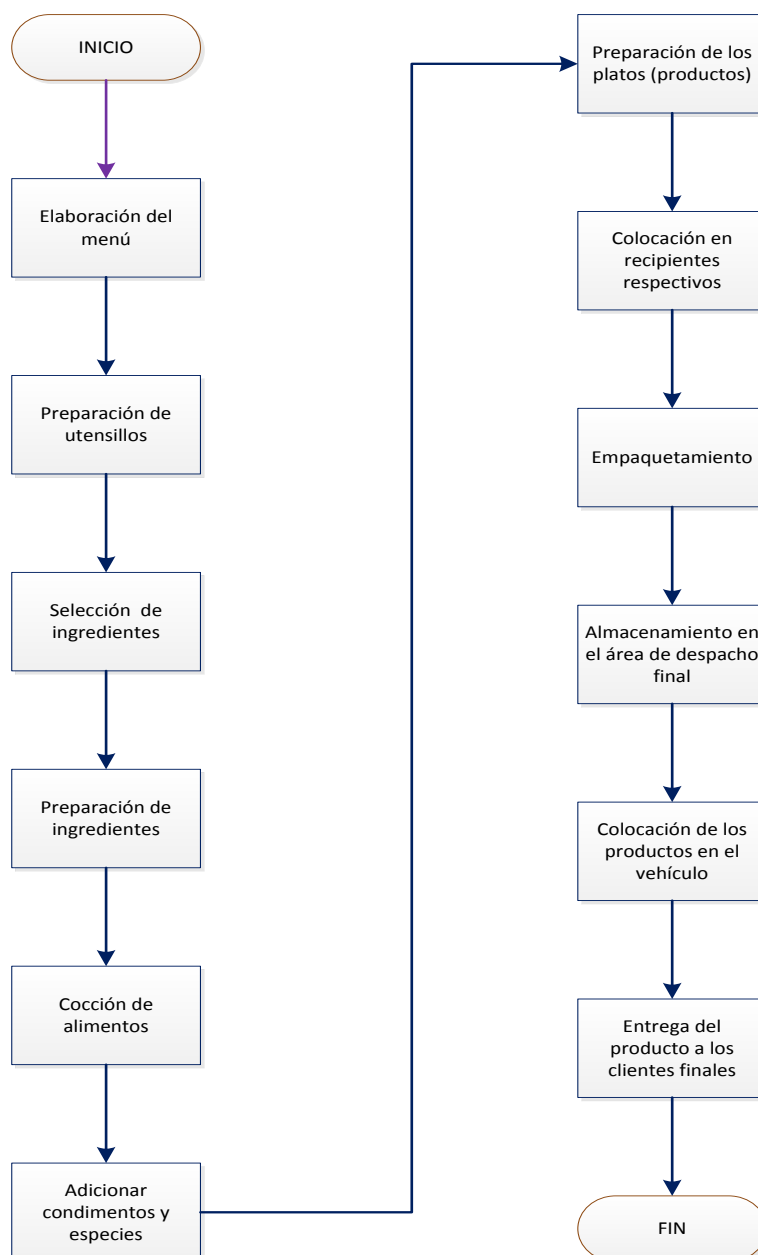 INICIO
Elaboración del
menú
Preparación de
utensillos
Selección de
ingredientes
Preparación de
ingredientes
Cocción de
alimentos
Adicionar
condimentos y
especies
Preparación de los
platos (productos)
Colocación en
recipientes
respectivos
Empaquetamiento
Almacenamiento en
el área de despacho
final
Colocación de los
productos en el
vehículo
Entrega del
producto a los
clientes finales
FIN